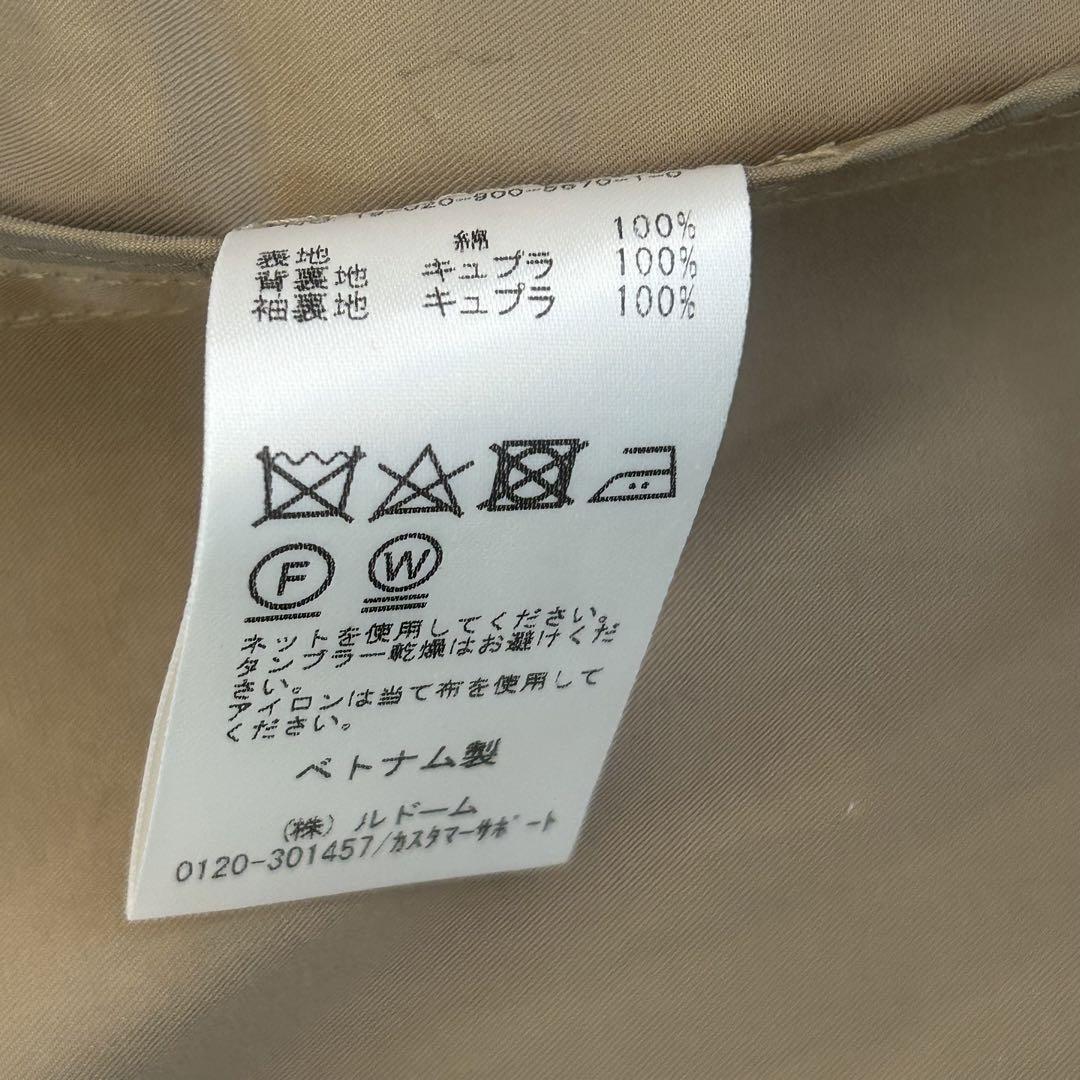 表地 綿 100%
背裏地 キュプラ 100%
袖裏地 キュプラ 100%
F W
ネットを使用してください。
タンブラー乾燥はお避けくだ
さい。
アイロンは当て布を使用して
ください。
ベトナム製
(株) ルドーム
0120-301457/カスタマーサポート